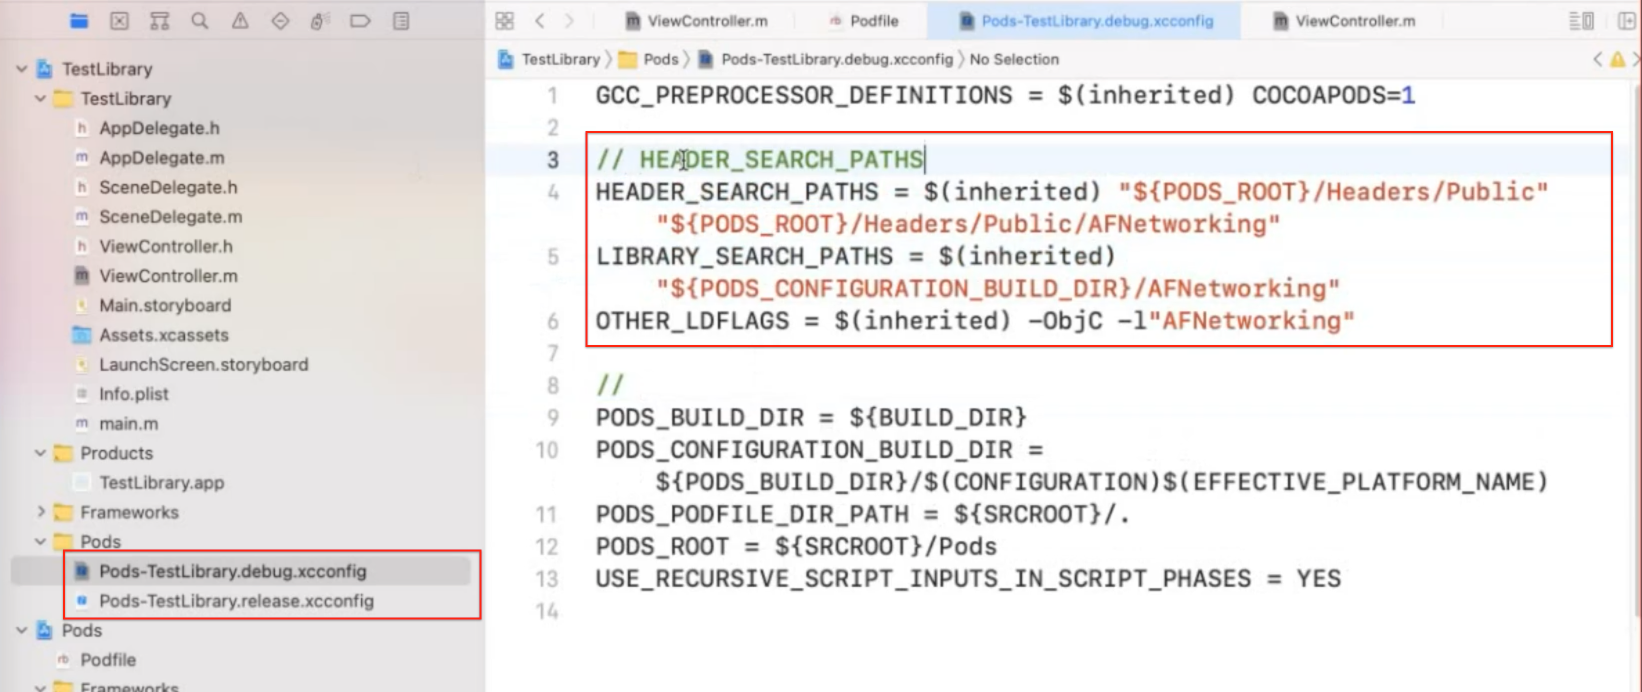 ViewController.m
Podfile
Pods-TestLibrary.debug.xcconfig
ViewController.m
TestLibrary
Pods
Pods-TestLibrary.debug.xcconfig
No Selection
TestLibrary
TestLibrary
AppDelegate.h
AppDelegate.m
SceneDelegate.h
SceneDelegate.m
ViewController.h
ViewController.m
Main.storyboard
Assets.xcassets
LaunchScreen.storyboard
Info.plist
main.m
Products
TestLibrary.app
Frameworks
Pods
Pods-TestLibrary.debug.xcconfig
Pods-TestLibrary.release.xcconfig
Pods
Podfile
Frameworks
1 GCC_PREPROCESSOR_DEFINITIONS = $(inherited) COCOAPODS=1
2
3 // HEADER_SEARCH_PATHS
4 HEADER_SEARCH_PATHS = $(inherited) "${PODS_ROOT}/Headers/Public"
"${PODS_ROOT}/Headers/Public/AFNetworking"
5 LIBRARY_SEARCH_PATHS = $(inherited)
"${PODS_CONFIGURATION_BUILD_DIR}/AFNetworking"
6 OTHER_LDFLAGS = $(inherited) -ObjC -l"AFNetworking"
7
8 //
9 PODS_BUILD_DIR = ${BUILD_DIR}
10 PODS_CONFIGURATION_BUILD_DIR =
${PODS_BUILD_DIR}/$(CONFIGURATION)$(EFFECTIVE_PLATFORM_NAME)
11 PODS_PODFILE_DIR_PATH = ${SRCROOT}/.
12 PODS_ROOT = ${SRCROOT}/Pods
13 USE_RECURSIVE_SCRIPT_INPUTS_IN_SCRIPT_PHASES = YES
14